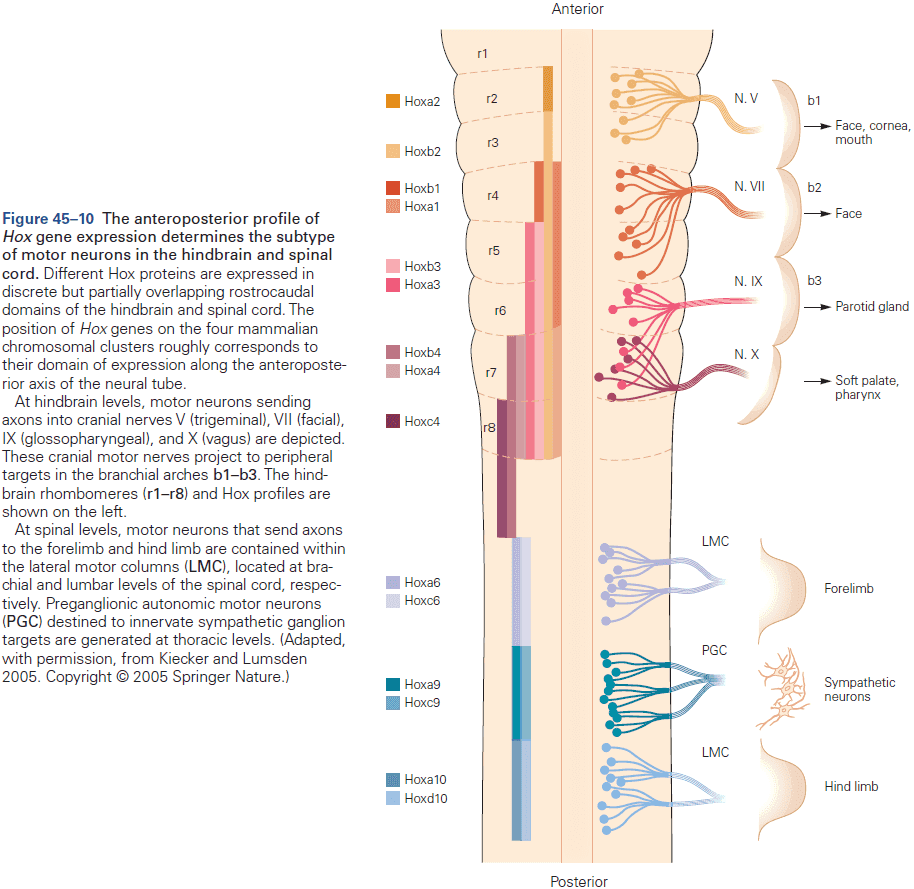 Anterior
r1
r2
r3
r4
r5
r6
r7
r8
Hoxa2
Hoxb2
Hoxb1
Hoxa1
Hoxb3
Hoxa3
Hoxb4
Hoxa4
Hoxc4
Hoxa6
Hoxc6
Hoxa9
Hoxc9
Hoxa10
Hoxd10
N. V
b1
Face, cornea,
mouth
N. VII
b2
Face
N. IX
b3
Parotid gland
N. X
Soft palate,
pharynx
LMC
Forelimb
PGC
Sympathetic
neurons
LMC
Hind limb
Posterior
Figure 45–10 The anteroposterior profile of
Hox gene expression determines the subtype
of motor neurons in the hindbrain and spinal
cord. Different Hox proteins are expressed in
discrete but partially overlapping rostrocaudal
domains of the hindbrain and spinal cord. The
position of Hox genes on the four mammalian
chromosomal clusters roughly corresponds to
their domain of expression along the anteroposte-
rior axis of the neural tube.
At hindbrain levels, motor neurons sending
axons into cranial nerves V (trigeminal), VII (facial),
IX (glossopharyngeal), and X (vagus) are depicted.
These cranial motor nerves project to peripheral
targets in the branchial arches b1–b3. The hind-
brain rhombomeres (r1–r8) and Hox profiles are
shown on the left.
At spinal levels, motor neurons that send axons
to the forelimb and hind limb are contained within
the lateral motor columns (LMC), located at bra-
chial and lumbar levels of the spinal cord, respec-
tively. Preganglionic autonomic motor neurons
(PGC) destined to innervate sympathetic ganglion
targets are generated at thoracic levels. (Adapted,
with permission, from Kiecker and Lumsden
2005. Copyright © 2005 Springer Nature.)